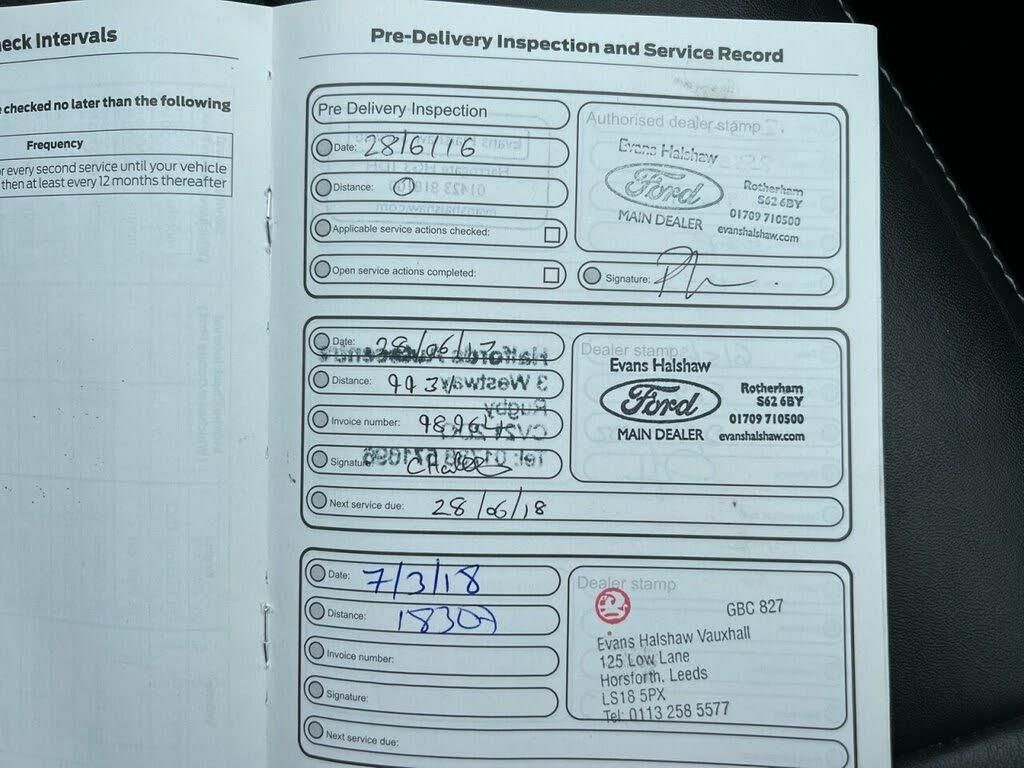 eck Intervals
checked no later than the following
Frequency
r every second service until your vehicle
then at least every 12 months thereafter
Pre-Delivery Inspection and Service Record
Pre Delivery Inspection
Date: 28/6/16
Distance: 0
Applicable service actions checked:
Open service actions completed:
Authorised dealer stamp
Evans Halshaw
Ford
MAIN DEALER
Rotherham
S62 6BY
01709 710500
evanshalshaw.com
Signature:
Date: 28/06/17
Distance:
Invoice number:
Signature:
Next service due: 28/06/18
Halfords
3 Westway
Rugby
Dealer stamp
Evans Halshaw
Ford
MAIN DEALER
Rotherham
S62 6BY
01709 710500
evanshalshaw.com
Date: 7/3/18
Distance: 18307
Invoice number:
Signature:
Next service due:
Dealer stamp
GBC 827
Evans Halshaw Vauxhall
125 Low Lane
Horsforth, Leeds
LS18 5PX
Tel: 0113 258 5577